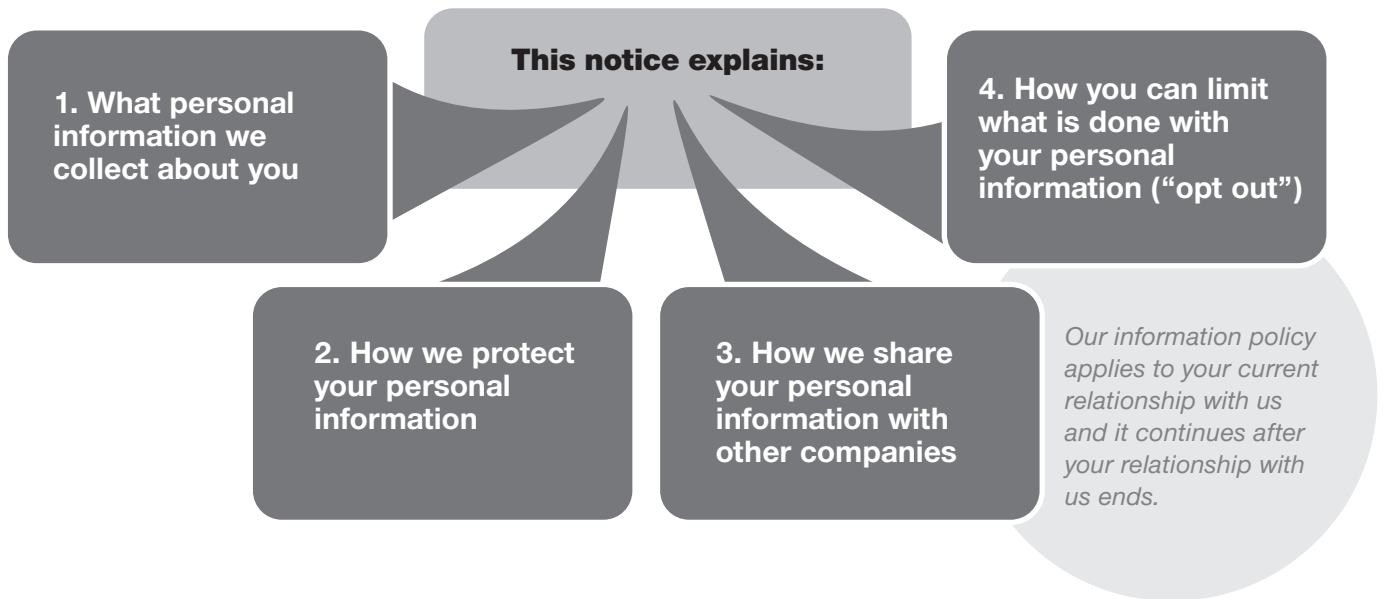 This notice explains:
1. What personal
information we
collect about you
2. How we protect
your personal
information
3. How we share
your personal
information with
other companies
4. How you can limit
what is done with
your personal
information (“opt out”)
Our information policy
applies to your current
relationship with us
and it continues after
your relationship with
us ends.